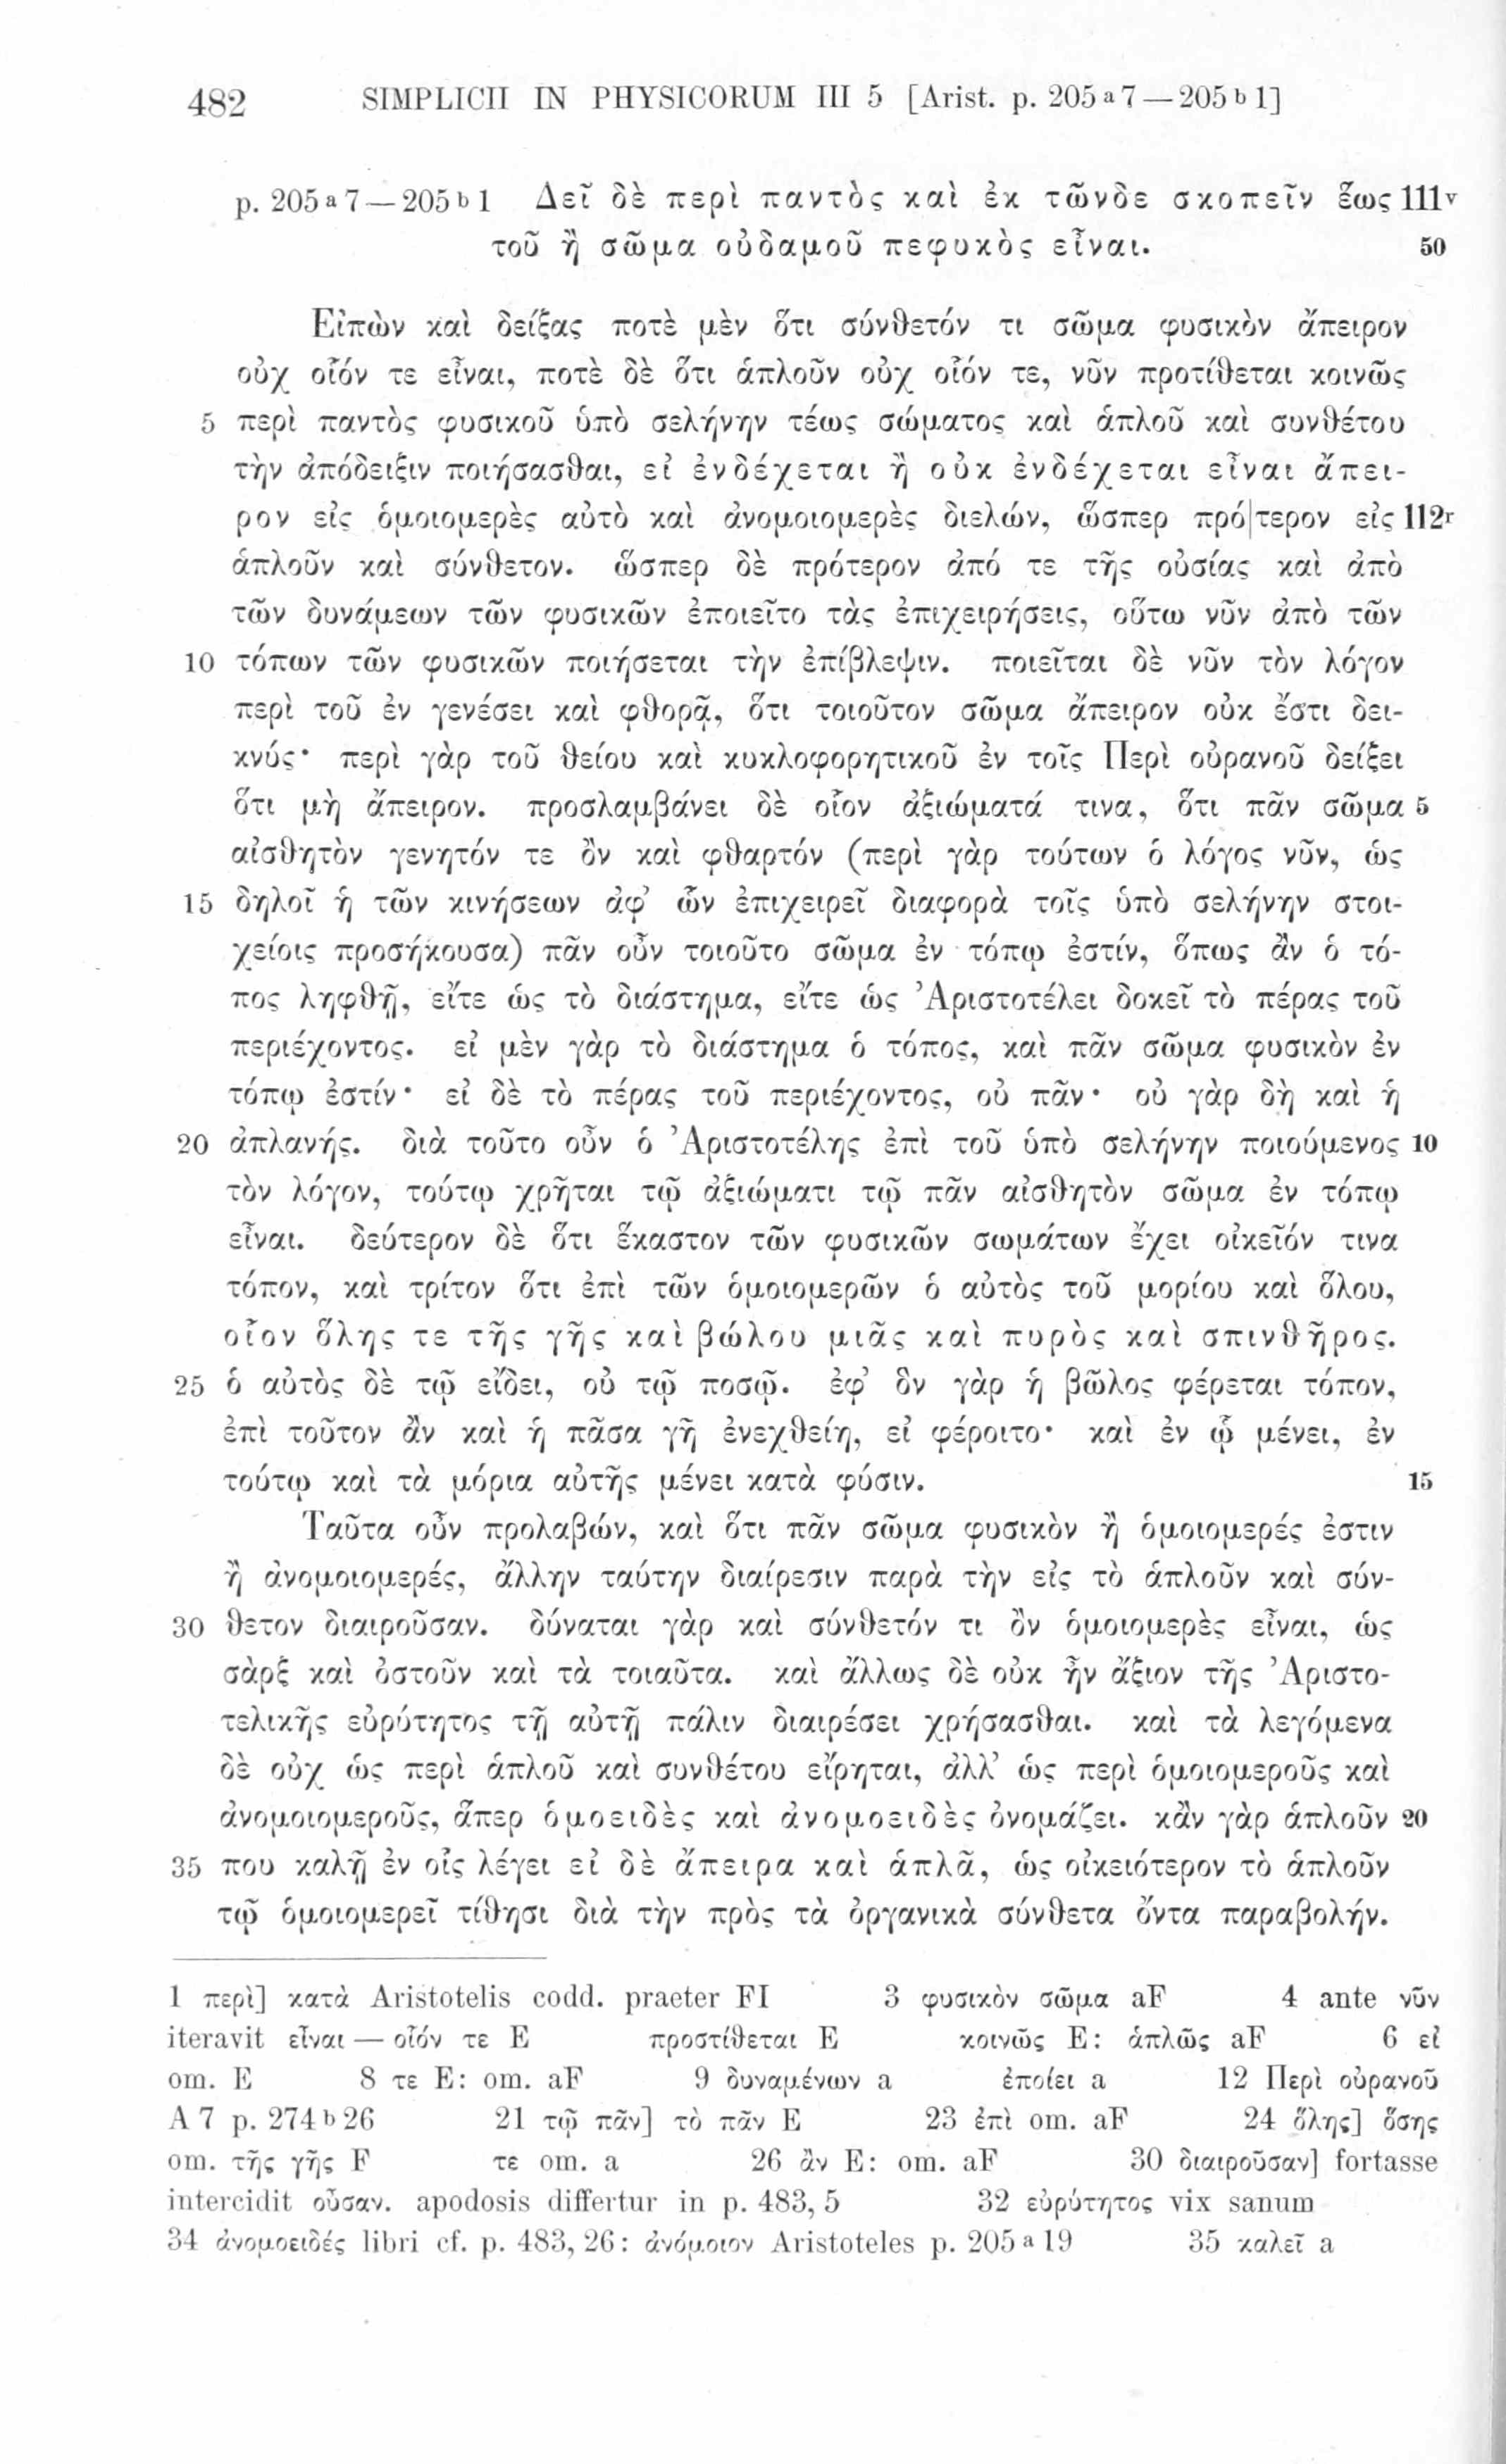 482 SIMPLICII IN PHYSICORUM III 5 [Arist. p. 205 a 7 — 205 b 1]
p. 205 a 7 — 205 b 1 Δεῖ δὲ περὶ παντὸς καὶ ἐκ τῶνδε σκοπεῖν ἕως 111v
τοῦ ἢ σῶμα οὐδαμοῦ πεφυκὸς εἶναι. 50
Εἰπὼν καὶ δείξας ποτὲ μὲν ὅτι σύνθετόν τι σῶμα φυσικὸν ἄπειρον
οὐχ οἷόν τε εἶναι, ποτὲ δὲ ὅτι ἁπλοῦν οὐχ οἷόν τε, νῦν προτίθεται κοινῶς
5 περὶ παντὸς φυσικοῦ ὑπὸ σελήνην τέως σώματος καὶ ἁπλοῦ καὶ συνθέτου
τὴν ἀπόδειξιν ποιήσασθαι, εἰ ἐνδέχεται ἢ οὐκ ἐνδέχεται εἶναι ἄπει-
ρον εἰς ὁμοιομερὲς αὐτὸ καὶ ἀνομοιομερὲς διελών, ὥσπερ πρό|τερον εἰς 112r
ἁπλοῦν καὶ σύνθετον. ὥσπερ δὲ πρότερον ἀπό τε τῆς οὐσίας καὶ ἀπὸ
τῶν δυνάμεων τῶν φυσικῶν ἐποιεῖτο τὰς ἐπιχειρήσεις, οὕτω νῦν ἀπὸ τῶν
10 τόπων τῶν φυσικῶν ποιήσεται τὴν ἐπίβλεψιν. ποιεῖται δὲ νῦν τὸν λόγον
περὶ τοῦ ἐν γενέσει καὶ φθορᾷ, ὅτι τοιοῦτον σῶμα ἄπειρον οὐκ ἔστι δει-
κνύς· περὶ γὰρ τοῦ θείου καὶ κυκλοφορητικοῦ ἐν τοῖς Περὶ οὐρανοῦ δείξει
ὅτι μὴ ἄπειρον. προσλαμβάνει δὲ οἷον ἀξιώματά τινα, ὅτι πᾶν σῶμα 5
αἰσθητὸν γενητόν τε ὂν καὶ φθαρτόν (περὶ γὰρ τούτων ὁ λόγος νῦν, ὡς
15 δηλοῖ ἡ τῶν κινήσεων ἀφ’ ὧν ἐπιχειρεῖ διαφορὰ τοῖς ὑπὸ σελήνην στοι-
χείοις προσήκουσα) πᾶν οὖν τοιοῦτο σῶμα ἐν τόπῳ ἐστίν, ὅπως ἂν ὁ τό-
πος ληφθῇ, εἴτε ὡς τὸ διάστημα, εἴτε ὡς Ἀριστοτέλει δοκεῖ τὸ πέρας τοῦ
περιέχοντος. εἰ μὲν γὰρ τὸ διάστημα ὁ τόπος, καὶ πᾶν σῶμα φυσικὸν ἐν
τόπῳ ἐστίν· εἰ δὲ τὸ πέρας τοῦ περιέχοντος, οὐ πᾶν· οὐ γὰρ δὴ καὶ ἡ
20 ἀπλανής. διὰ τοῦτο οὖν ὁ Ἀριστοτέλης ἐπὶ τοῦ ὑπὸ σελήνην ποιούμενος 10
τὸν λόγον, τούτῳ χρῆται τῷ ἀξιώματι τῷ πᾶν αἰσθητὸν σῶμα ἐν τόπῳ
εἶναι. δεύτερον δὲ ὅτι ἕκαστον τῶν φυσικῶν σωμάτων ἔχει οἰκεῖόν τινα
τόπον, καὶ τρίτον ὅτι ἐπὶ τῶν ὁμοιομερῶν ὁ αὐτὸς τοῦ μορίου καὶ ὅλου,
οἷον ὅλης τε τῆς γῆς καὶ βώλου μιᾶς καὶ πυρὸς καὶ σπινθῆρος.
25 ὁ αὐτὸς δὲ τῷ εἴδει, οὐ τῷ ποσῷ. ἐφ’ ὃν γὰρ ἡ βῶλος φέρεται τόπον,
ἐπὶ τοῦτον ἂν καὶ ἡ πᾶσα γῆ ἐνεχθείη, εἰ φέροιτο· καὶ ἐν ᾧ μένει, ἐν
τούτῳ καὶ τὰ μόρια αὐτῆς μένει κατὰ φύσιν. 15
Ταῦτα οὖν προλαβών, καὶ ὅτι πᾶν σῶμα φυσικὸν ἢ ὁμοιομερές ἐστιν
ἢ ἀνομοιομερές, ἄλλην ταύτην διαίρεσιν παρὰ τὴν εἰς τὸ ἁπλοῦν καὶ σύν-
30 θετον διαιροῦσαν. δύναται γὰρ καὶ σύνθετόν τι ὂν ὁμοιομερὲς εἶναι, ὡς
σὰρξ καὶ ὀστοῦν καὶ τὰ τοιαῦτα. καὶ ἄλλως δὲ οὐκ ἦν ἄξιον τῆς Ἀριστο-
τελικῆς εὐρύτητος τῇ αὐτῇ πάλιν διαιρέσει χρήσασθαι. καὶ τὰ λεγόμενα
δὲ οὐχ ὡς περὶ ἁπλοῦ καὶ συνθέτου εἴρηται, ἀλλ’ ὡς περὶ ὁμοιομεροῦς καὶ
ἀνομοιομεροῦς, ἅπερ ὁμοειδὲς καὶ ἀνομοειδὲς ὀνομάζει. κἂν γὰρ ἁπλοῦν 20
35 που καλῇ ἐν οἷς λέγει εἰ δὲ ἄπειρα καὶ ἁπλᾶ, ὡς οἰκειότερον τὸ ἁπλοῦν
τῷ ὁμοιομερεῖ τίθησι διὰ τὴν πρὸς τὰ ὀργανικὰ σύνθετα ὄντα παραβολήν.
1 περὶ] κατὰ Aristotelis codd. praeter FI 3 φυσικὸν σῶμα aF 4 ante νῦν
iteravit εἶναι — οἷόν τε E προστίθεται E κοινῶς E: ἁπλῶς aF 6 εἰ
om. E 8 τε E: om. aF 9 δυναμένων a ἐποίει a 12 Περὶ οὐρανοῦ
A 7 p. 274 b 26 21 τῷ πᾶν] τὸ πᾶν E 23 ἐπὶ om. aF 24 ὅλης] ὅσης
om. τῆς γῆς F τε om. a 26 ἂν E: om. aF 30 διαιροῦσαν] fortasse
intercidit οὖσαν. apodosis differtur in p. 483, 5 32 εὐρύτητος vix sanum
34 ἀνομοειδές libri cf. p. 483, 26: ἀνόμοιον Aristoteles p. 205 a 19 35 καλεῖ a